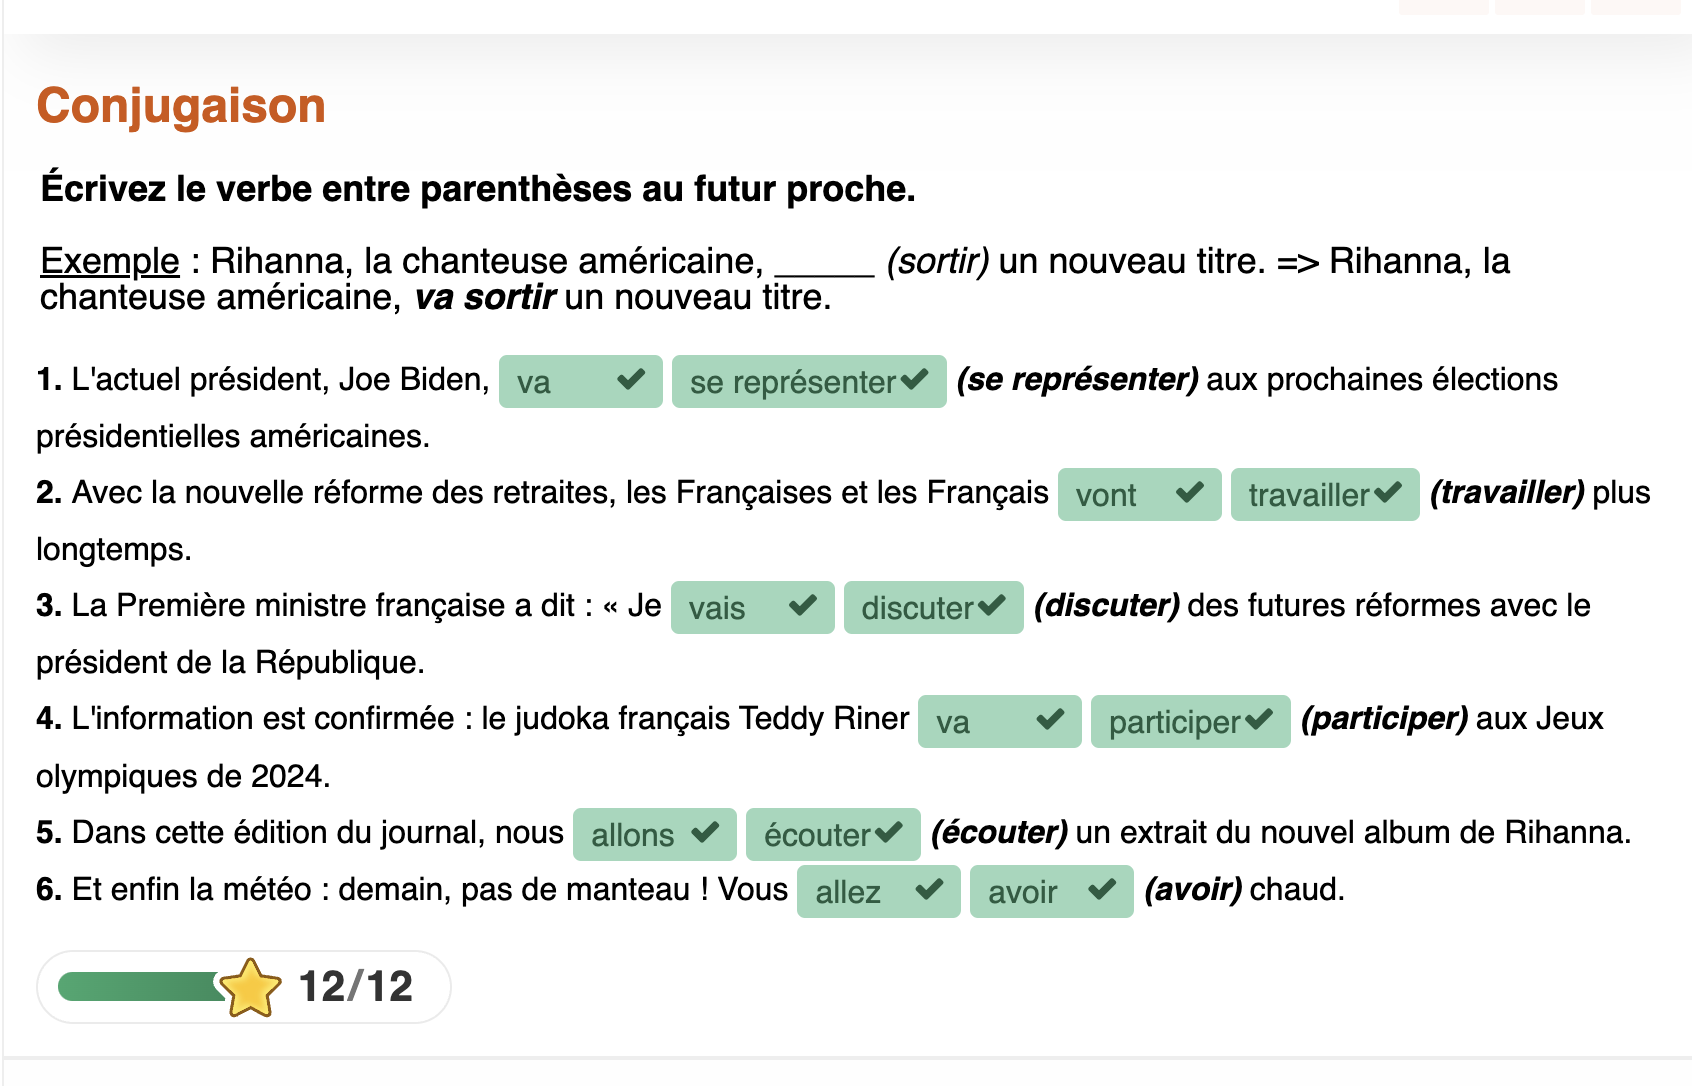 Conjugaison
Écrivez le verbe entre parenthèses au futur proche.
Exemple : Rihanna, la chanteuse américaine, _____ (sortir) un nouveau titre. => Rihanna, la
chanteuse américaine, va sortir un nouveau titre.
1. L'actuel président, Joe Biden, va ✔ se représenter ✔ (se représenter) aux prochaines élections
présidentielles américaines.
2. Avec la nouvelle réforme des retraites, les Françaises et les Français vont ✔ travailler ✔ (travailler) plus
longtemps.
3. La Première ministre française a dit : « Je vais ✔ discuter ✔ (discuter) des futures réformes avec le
président de la République.
4. L'information est confirmée : le judoka français Teddy Riner va ✔ participer ✔ (participer) aux Jeux
olympiques de 2024.
5. Dans cette édition du journal, nous allons ✔ écouter ✔ (écouter) un extrait du nouvel album de Rihanna.
6. Et enfin la météo : demain, pas de manteau ! Vous allez ✔ avoir ✔ (avoir) chaud.
12/12